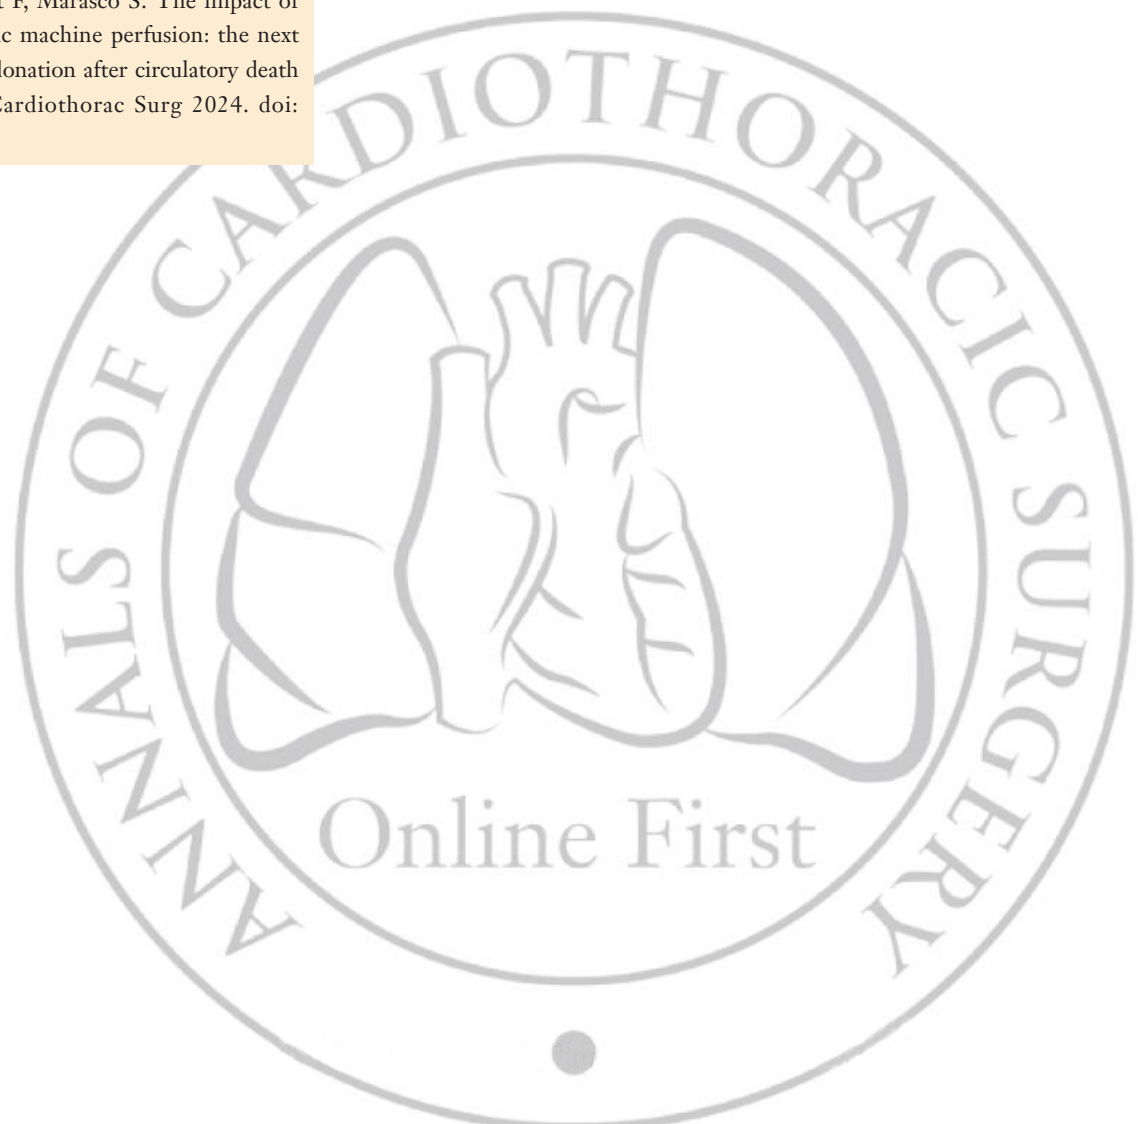 t F, Marasco S. The impact of
ic machine perfusion: the next
donation after circulatory death
Cardiothorac Surg 2024. doi:
ANNALS OF CARDIOTHORACIC SURGERY
Online First